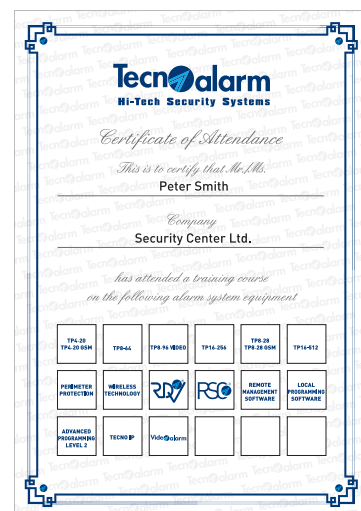 Tecnoalarm
Hi-Tech Security Systems
Certificate of Attendance
This is to certify that Mr./Ms.
Peter Smith
Company
Security Center Ltd.
has attended a training course
on the following alarm system equipment
TP4-20
TP4-20 GSM
TP8-64
TP8-96 VIDEO
TP16-256
TP8-28
TP8-28 GSM
TP16-512
PERIMETER
PROTECTION
WIRELESS
TECHNOLOGY
RDV
PSC
REMOTE
MANAGEMENT
SOFTWARE
LOCAL
PROGRAMMING
SOFTWARE
ADVANCED
PROGRAMMING
LEVEL 2
TECNO IP
Videoalarm